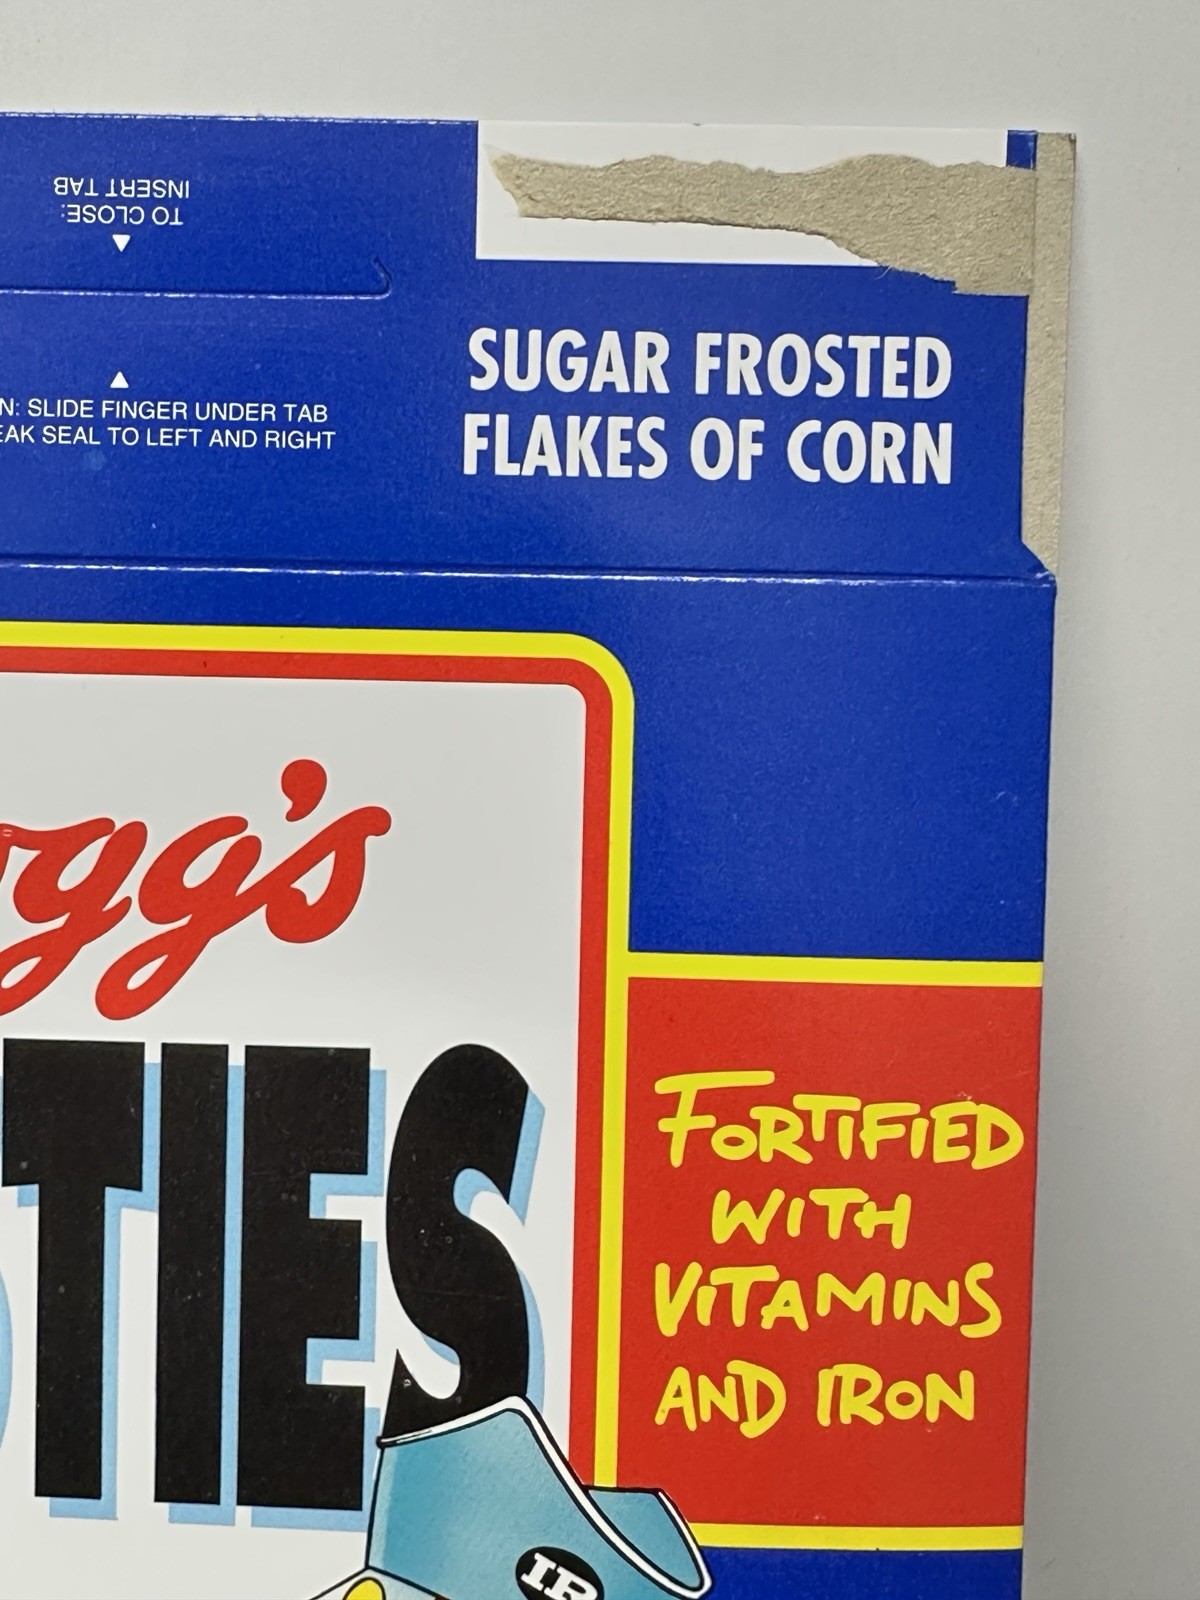 TO CLOSE:
INSERT TAB
SUGAR FROSTED
FLAKES OF CORN
N: SLIDE FINGER UNDER TAB
EAK SEAL TO LEFT AND RIGHT
ogg's
TIES
FORTIFIED
WITH
VITAMINS
AND IRON